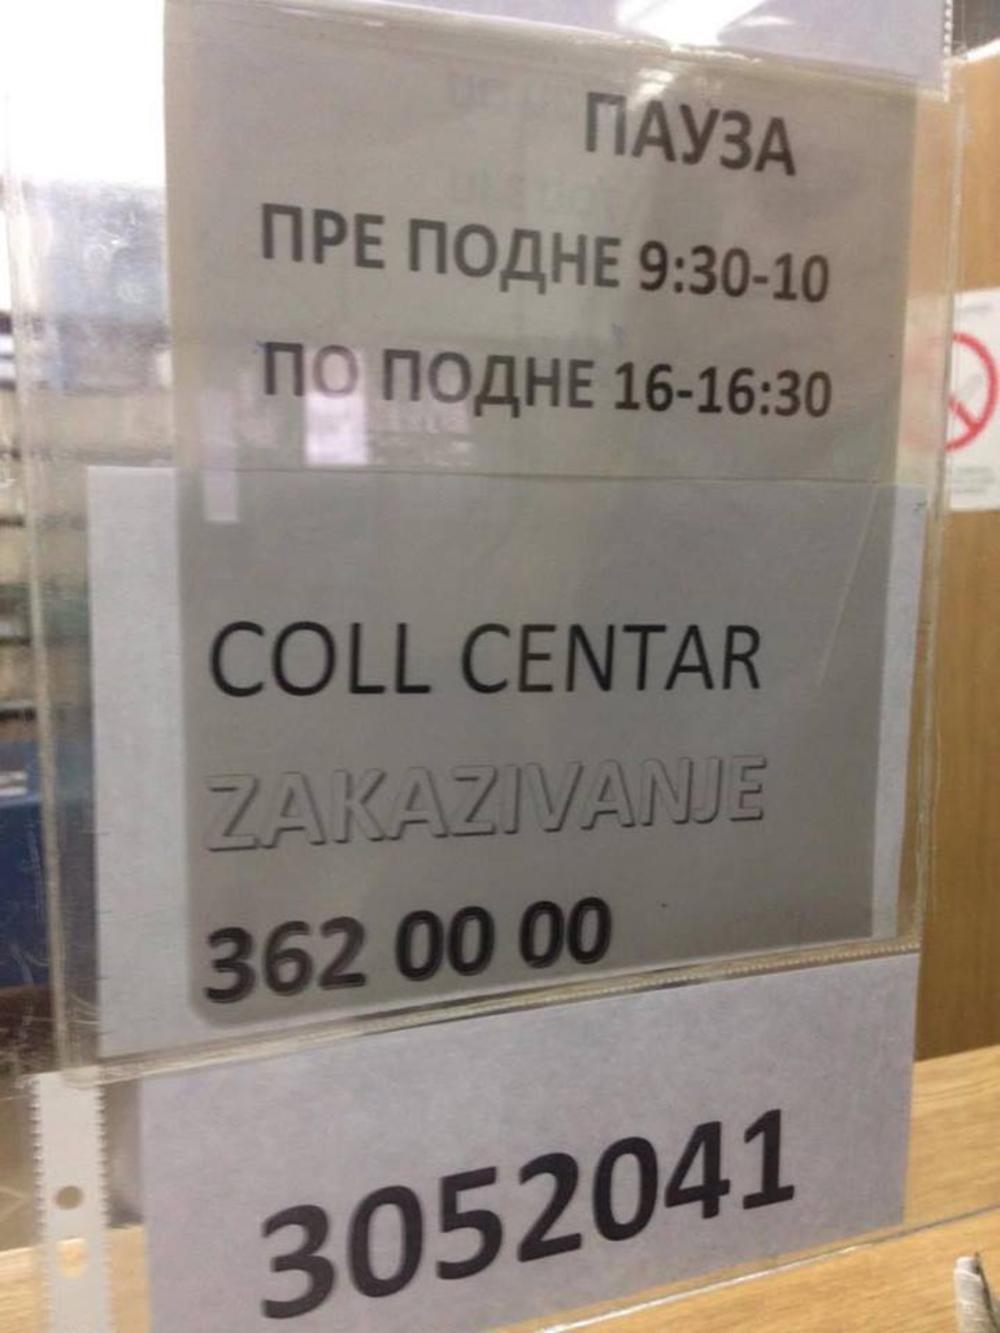 ПАУЗА
ПРЕ ПОДНЕ 9:30-10
ПО ПОДНЕ 16-16:30
COLL CENTAR
ZAKAZIVANJE
362 00 00
3052041